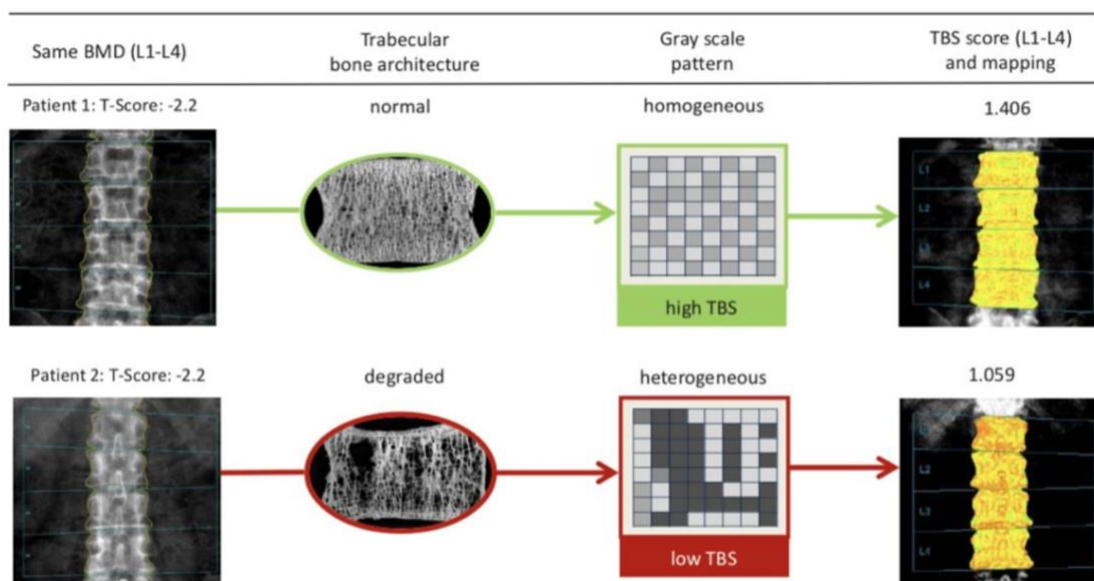 Same BMD (L1-L4)
Trabecular
bone architecture
Gray scale
pattern
TBS score (L1-L4)
and mapping
Patient 1: T-Score: -2.2
normal
homogeneous
1.406
L1
L2
L3
L4
high TBS
Patient 2: T-Score: -2.2
degraded
heterogeneous
1.059
L2
L3
L4
low TBS